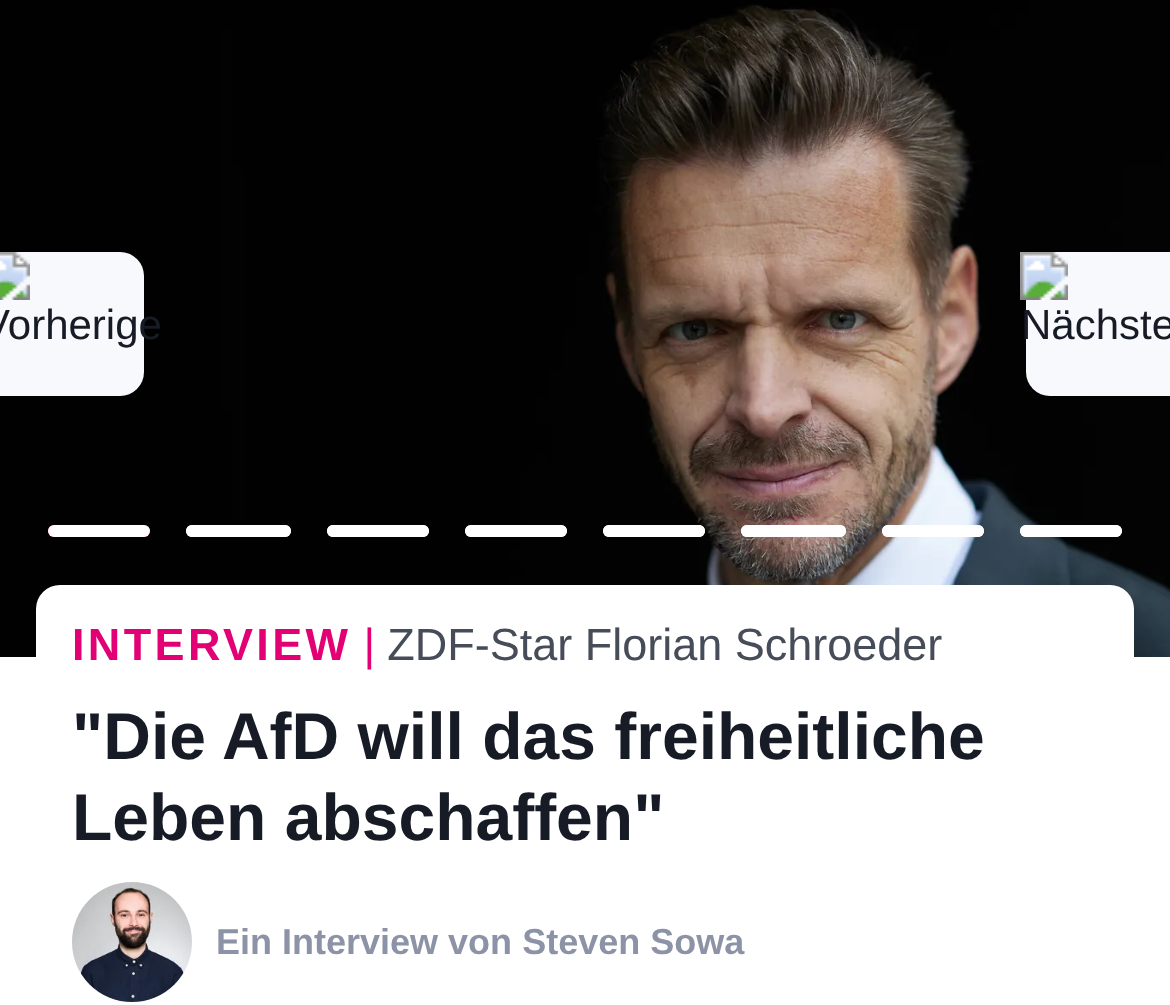 Vorherige
Nächste
INTERVIEW | ZDF-Star Florian Schroeder
"Die AfD will das freiheitliche
Leben abschaffen"
Ein Interview von Steven Sowa